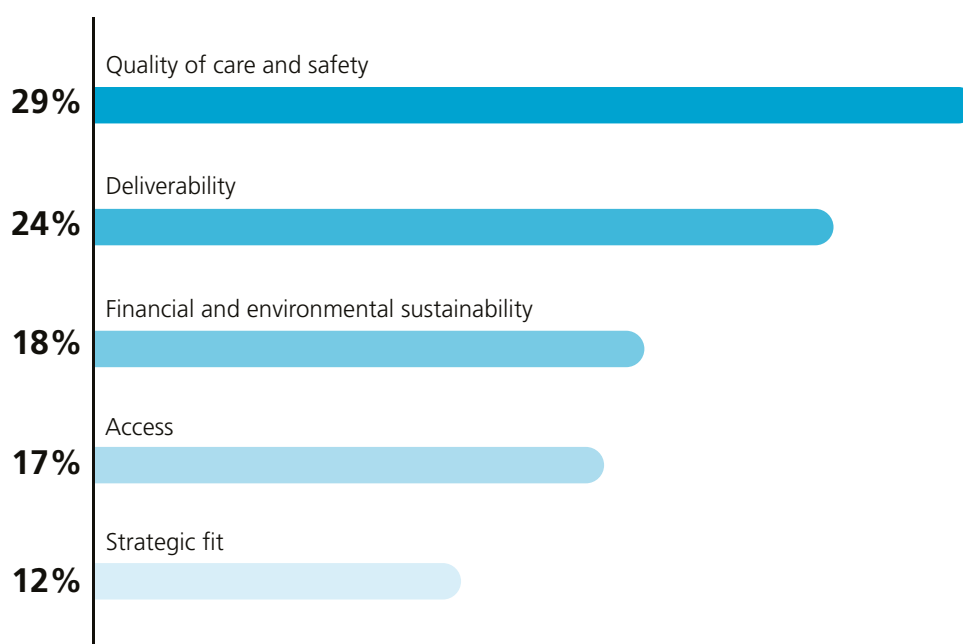 Quality of care and safety
29%
Deliverability
24%
Financial and environmental sustainability
18%
Access
17%
Strategic fit
12%